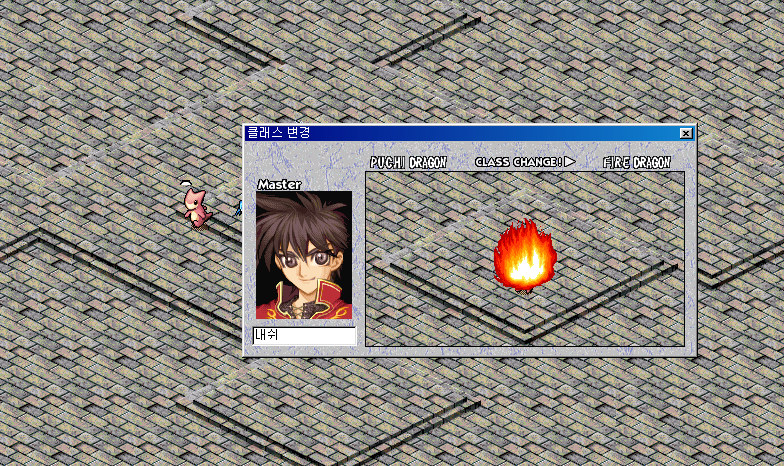 클래스 변경
PUCHI DRAGON CLASS CHANGE! FIRE DRAGON
Master
내쉬